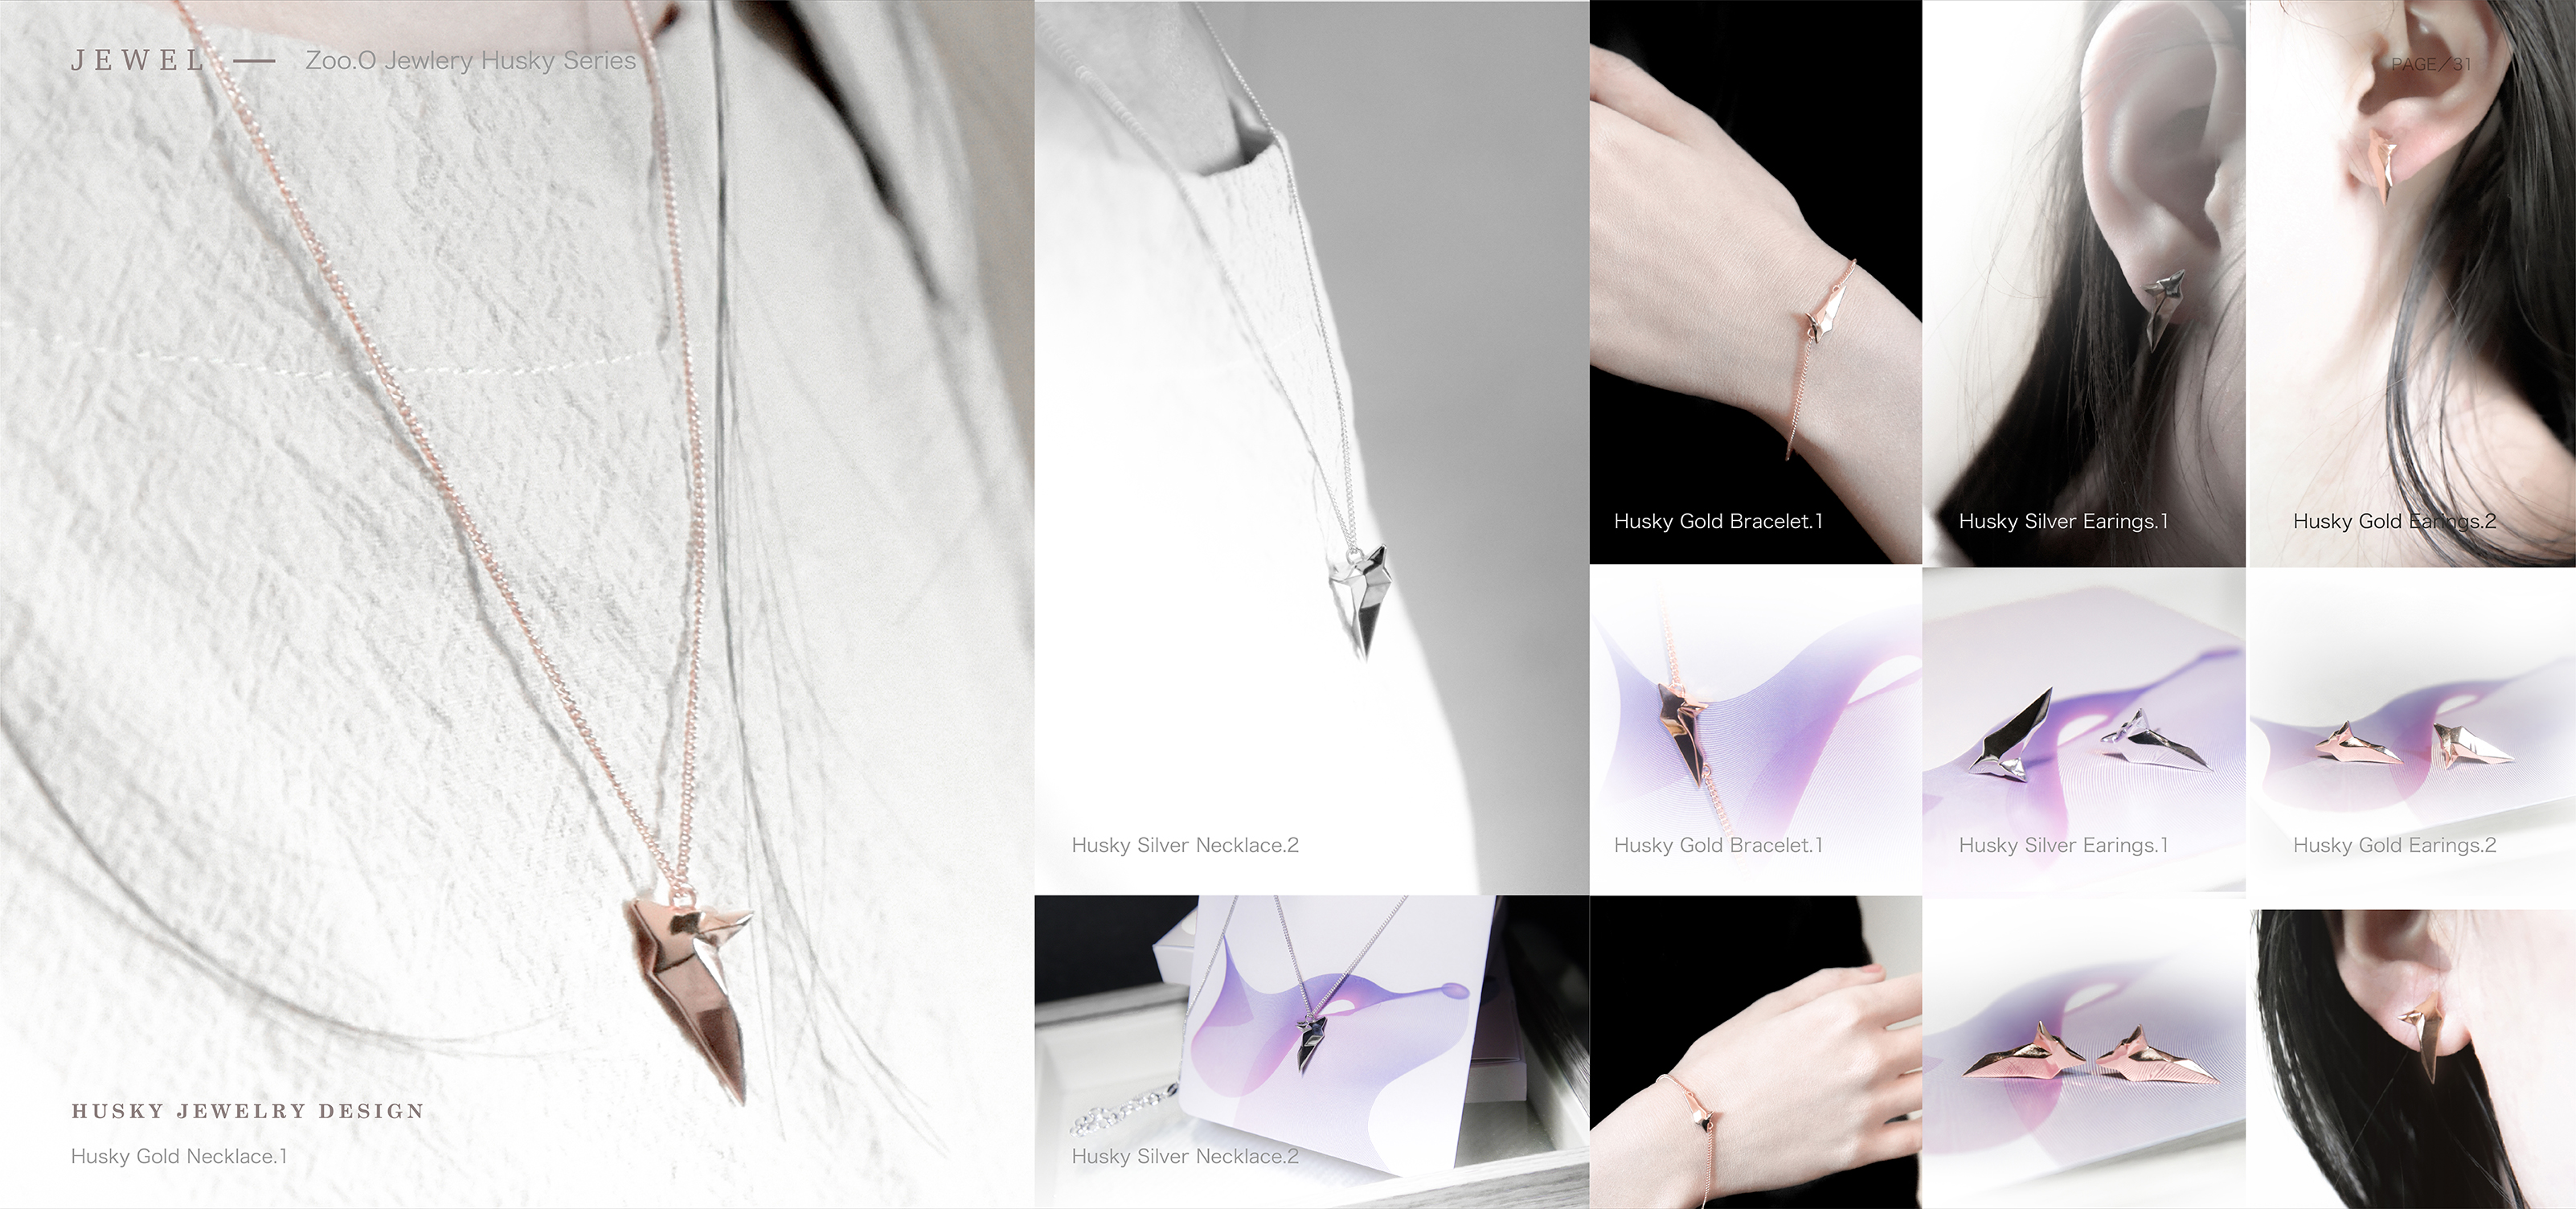 JEWEL — Zoo.O Jewlery Husky Series
PAGE/31
HUSKY JEWELRY DESIGN
Husky Gold Necklace.1
Husky Silver Necklace.2
Husky Silver Necklace.2
Husky Gold Bracelet.1
Husky Silver Earings.1
Husky Gold Earings.2
Husky Gold Bracelet.1
Husky Silver Earings.1
Husky Gold Earings.2